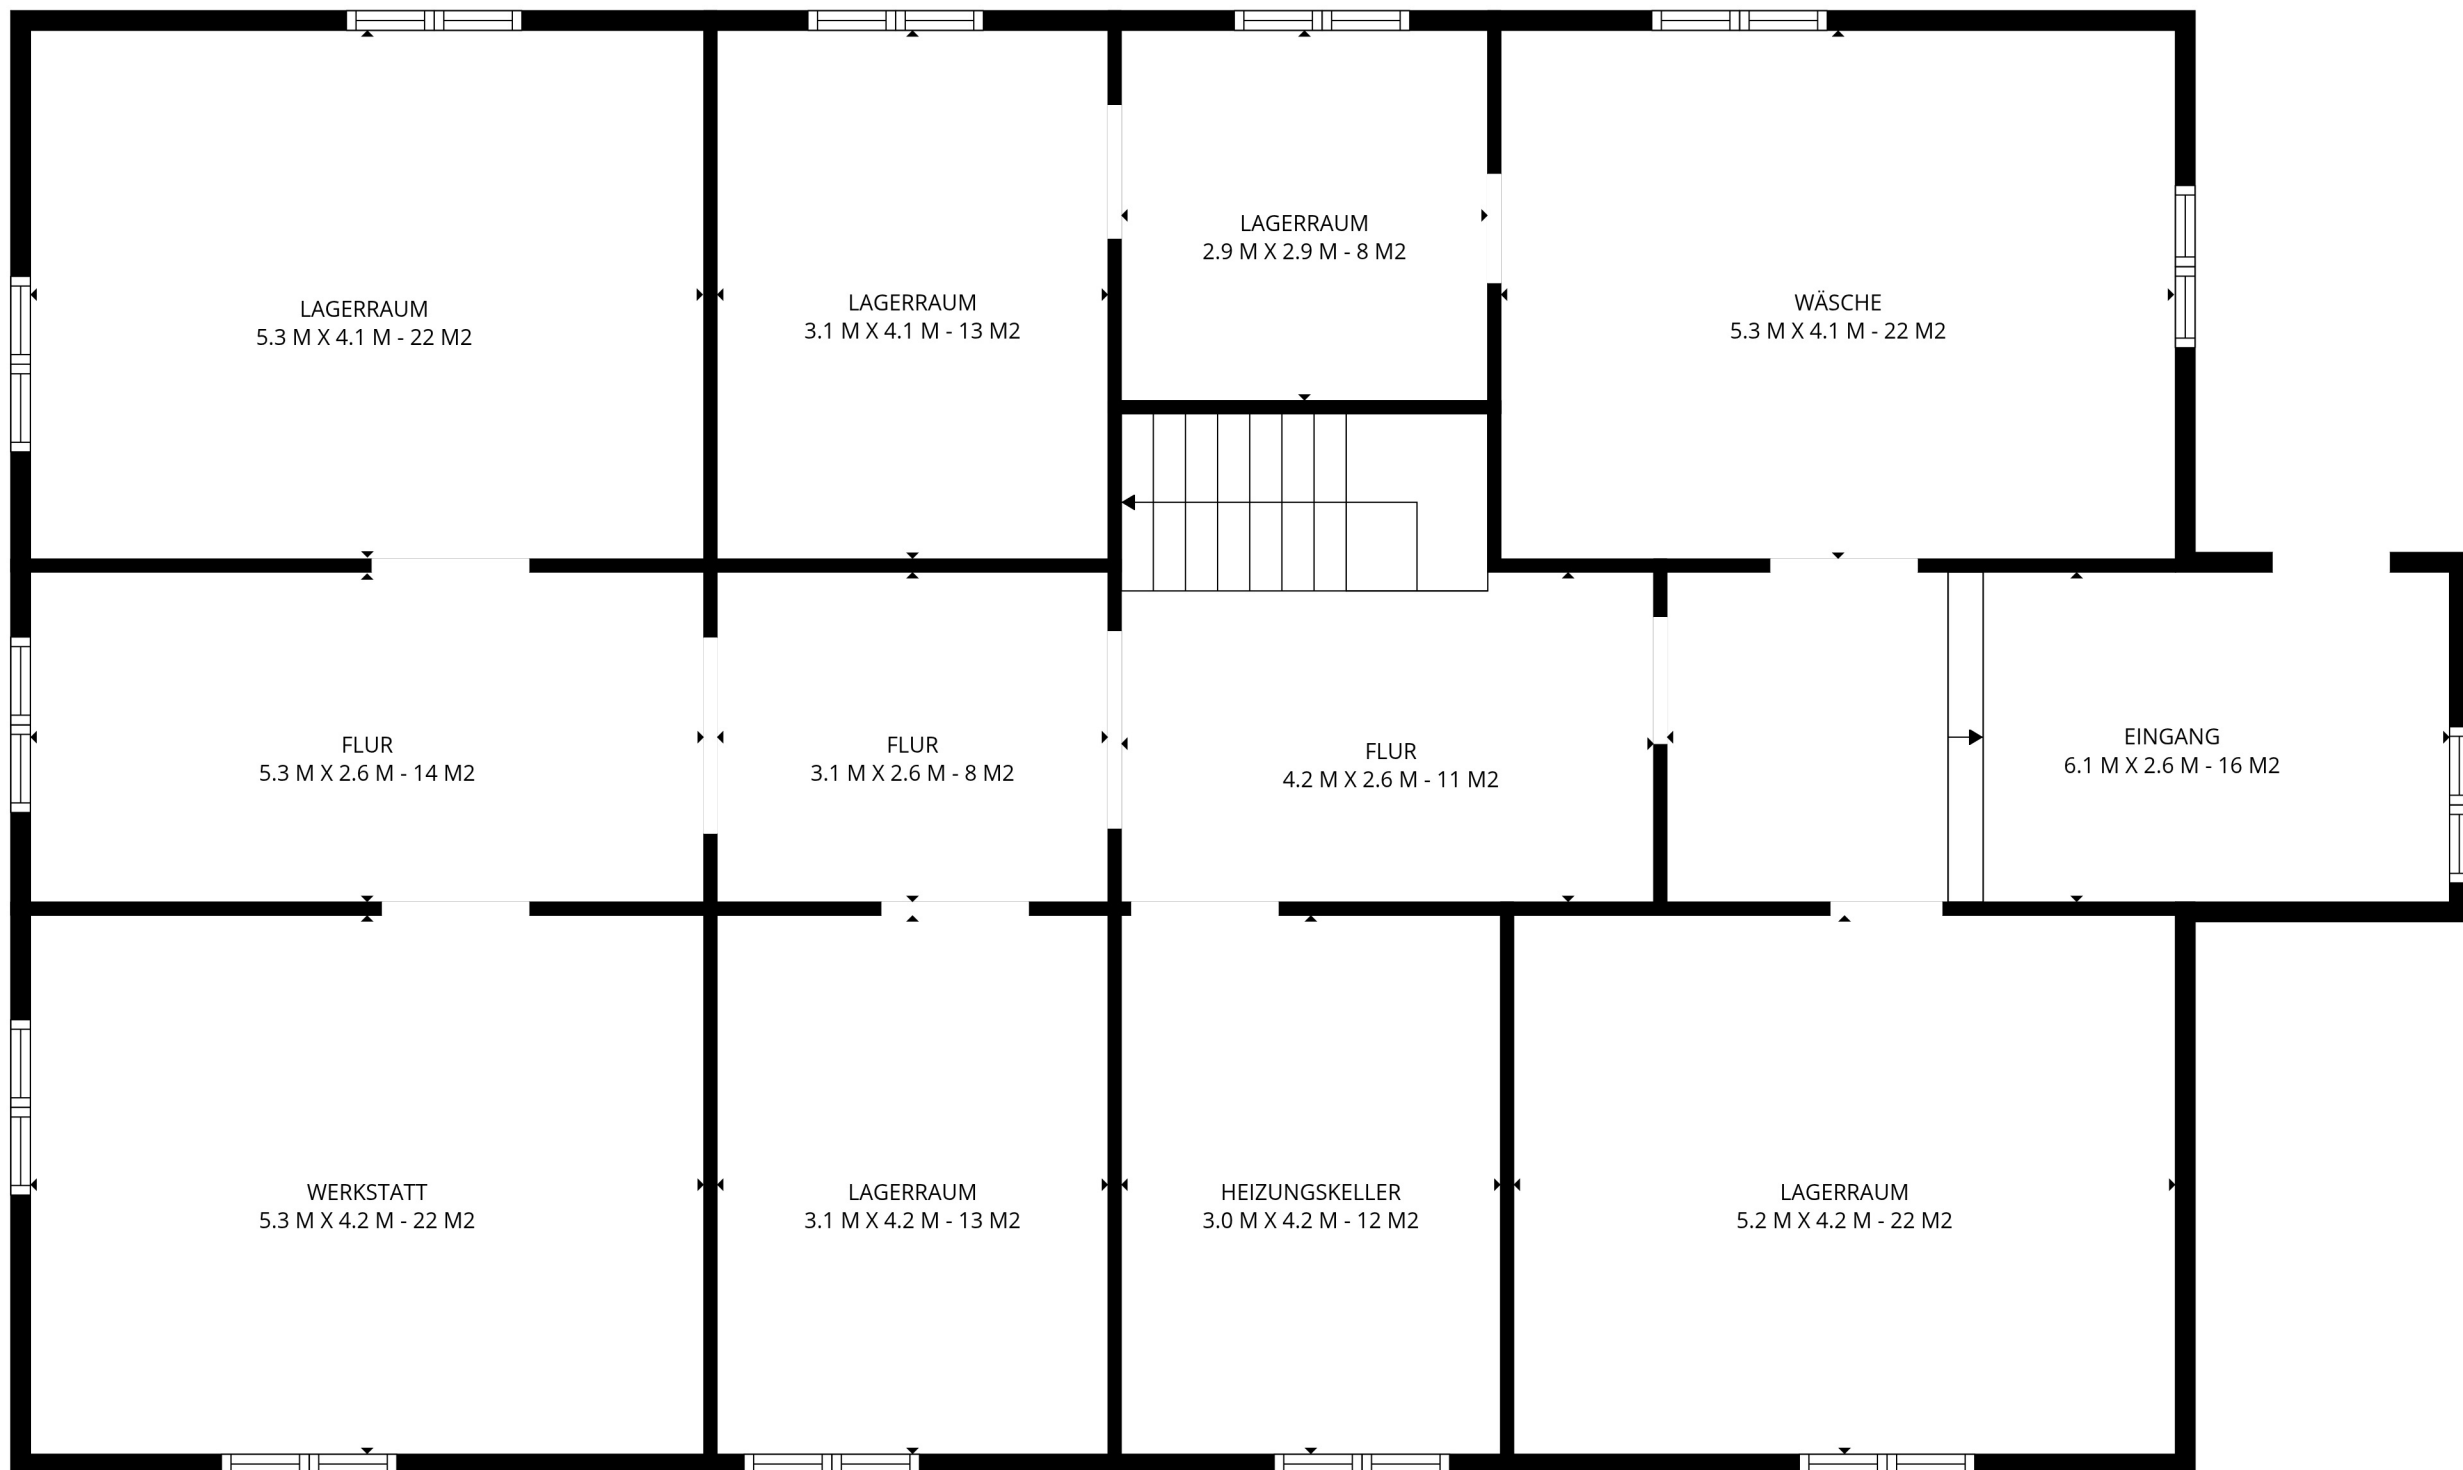 LAGERRAUM
2.9 M X 2.9 M - 8 M2
LAGERRAUM
5.3 M X 4.1 M - 22 M2
LAGERRAUM
3.1 M X 4.1 M - 13 M2
WÄSCHE
5.3 M X 4.1 M - 22 M2
FLUR
5.3 M X 2.6 M - 14 M2
FLUR
3.1 M X 2.6 M - 8 M2
FLUR
4.2 M X 2.6 M - 11 M2
EINGANG
6.1 M X 2.6 M - 16 M2
WERKSTATT
5.3 M X 4.2 M - 22 M2
LAGERRAUM
3.1 M X 4.2 M - 13 M2
HEIZUNGSKELLER
3.0 M X 4.2 M - 12 M2
LAGERRAUM
5.2 M X 4.2 M - 22 M2